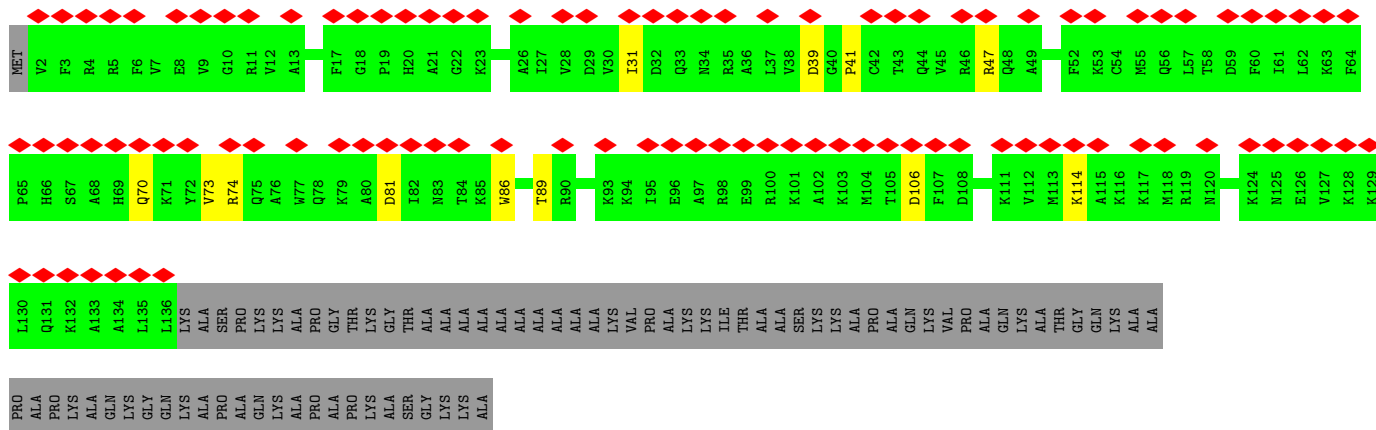 MET V2 F3 R4 R5 F6 V7 E8 V9 G10 R11 V12 A13 F17 G18 P19 H20 A21 G22 K23 A26 I27 V28 D29 V30 I31 D32 Q33 N34 R35 A36 L37 V38 D39 G40 P41 C42 T43 Q44 V45 R46 R47 Q48 A49 F52 K53 C54 M55 Q56 L57 T58 D59 F60 I61 L62 K63 F64
P65 H66 S67 A68 H69 Q70 K71 Y72 V73 R74 Q75 A76 W77 Q78 K79 A80 D81 I82 N83 T84 K85 W86 T89 R90 K93 K94 I95 E96 A97 R98 E99 R100 K101 A102 K103 M104 T105 D106 F107 D108 K111 V112 M113 K114 A115 K116 K117 M118 R119 N120 K124 N125 E126 V127 K128 K129
L130 Q131 K132 A133 A134 L135 L136 LYS ALA SER PRO LYS LYS ALA PRO GLY THR LYS GLY THR ALA ALA ALA ALA ALA ALA ALA ALA ALA ALA LYS VAL PRO ALA LYS LYS ILE THR ALA ALA SER LYS LYS ALA PRO ALA GLN LYS VAL PRO ALA GLN LYS ALA THR GLY GLN LYS ALA ALA
PRO ALA PRO LYS ALA GLN LYS GLY GLN LYS ALA PRO ALA GLN LYS ALA PRO ALA PRO LYS ALA SER GLY LYS LYS ALA